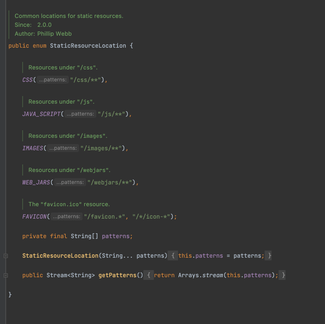 Common locations for static resources.
Since: 2.0.0
Author: Phillip Webb
public enum StaticResourceLocation {
Resources under "/css".
CSS( ...patterns: "/css/**"),
Resources under "/js".
JAVA_SCRIPT( ...patterns: "/js/**"),
Resources under "/images".
IMAGES( ...patterns: "/images/**"),
Resources under "/webjars".
WEB_JARS( ...patterns: "/webjars/**"),
The "favicon.ico" resource.
FAVICON( ...patterns: "/favicon.*", "/*/icon-*");
private final String[] patterns;
StaticResourceLocation(String... patterns) { this.patterns = patterns; }
public Stream<String> getPatterns() { return Arrays.stream(this.patterns); }
}